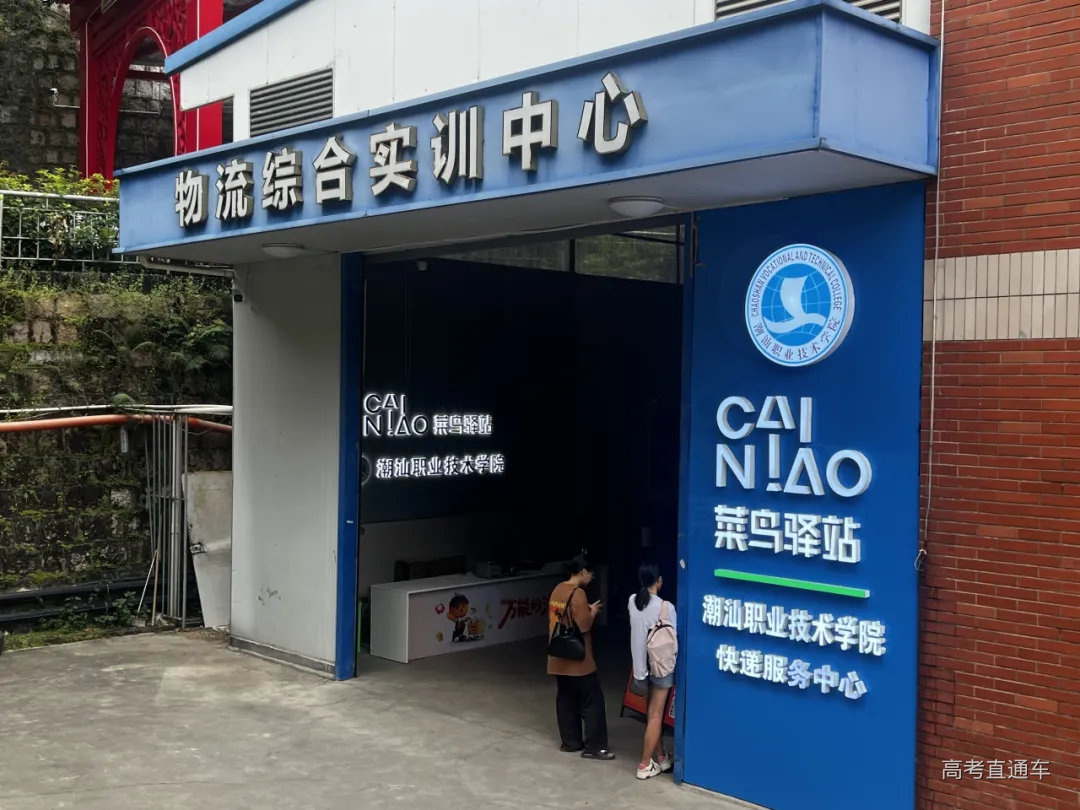 物流综合实训中心
CHAOSHAN VOCATIONAL AND TECHNICAL COLLEGE
潮汕职业技术学院
CAI
NIAO
菜鸟驿站
潮汕职业技术学院
快递服务中心
CAI
NIAO 菜鸟驿站
潮汕职业技术学院
万能的
高考直通车